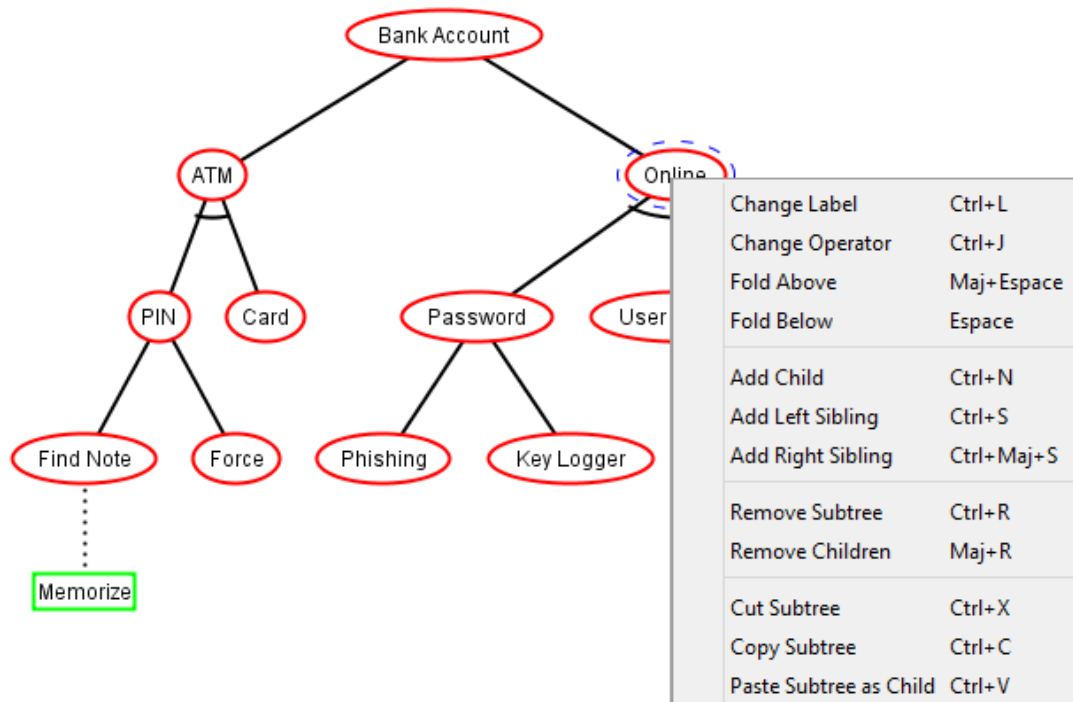 Bank Account
ATM
Online
PIN
Card
Password
User
Find Note
Force
Phishing
Key Logger
Memorize
Change Label Ctrl+L
Change Operator Ctrl+J
Fold Above Maj+Espace
Fold Below Espace
Add Child Ctrl+N
Add Left Sibling Ctrl+S
Add Right Sibling Ctrl+Maj+S
Remove Subtree Ctrl+R
Remove Children Maj+R
Cut Subtree Ctrl+X
Copy Subtree Ctrl+C
Paste Subtree as Child Ctrl+V